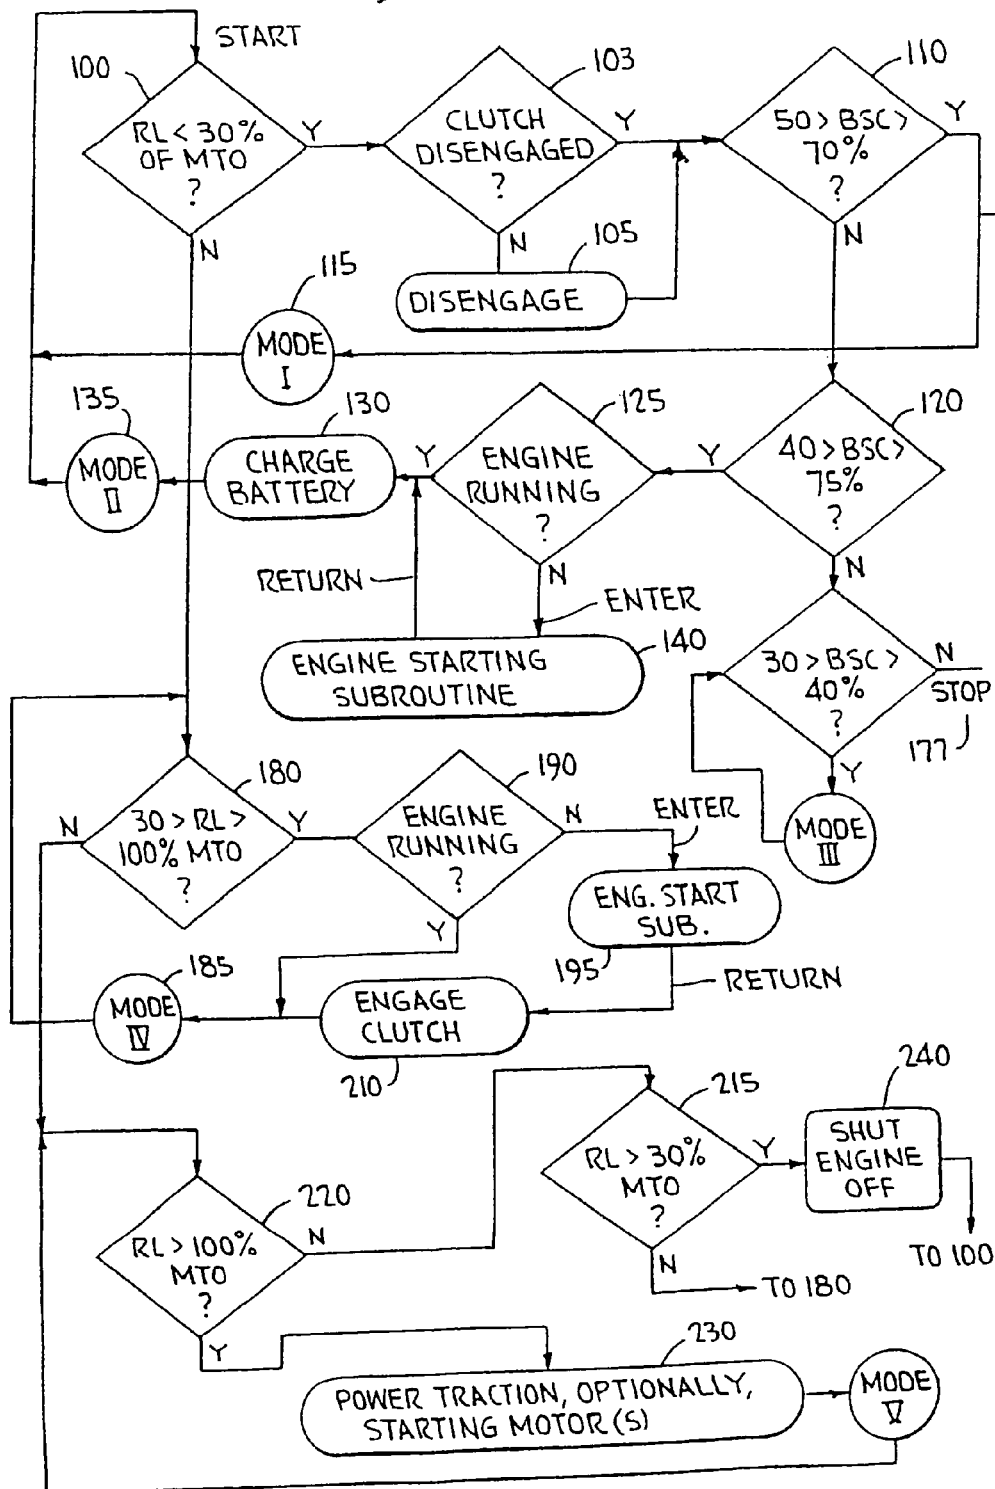 START
100
RL < 30%
OF MTO
?
Y
N
103
CLUTCH
DISENGAGED
?
Y
N
105
DISENGAGE
110
50 > BSC >
70%
?
Y
N
115
MODE
I
135
MODE
II
130
CHARGE
BATTERY
125
ENGINE
RUNNING
?
Y
N
120
40 > BSC >
75%
?
Y
N
RETURN
ENTER
140
ENGINE STARTING
SUBROUTINE
30 > BSC >
40%
?
N
STOP
177
Y
MODE
III
180
30 > RL >
100% MTO
?
N
Y
190
ENGINE
RUNNING
?
N
Y
ENTER
ENG. START
SUB.
195
RETURN
185
MODE
IV
ENGAGE
CLUTCH
210
215
RL > 30%
MTO
?
Y
N
TO 180
240
SHUT
ENGINE
OFF
TO 100
220
RL > 100%
MTO
?
N
Y
230
POWER TRACTION, OPTIONALLY,
STARTING MOTOR(S)
MODE
V